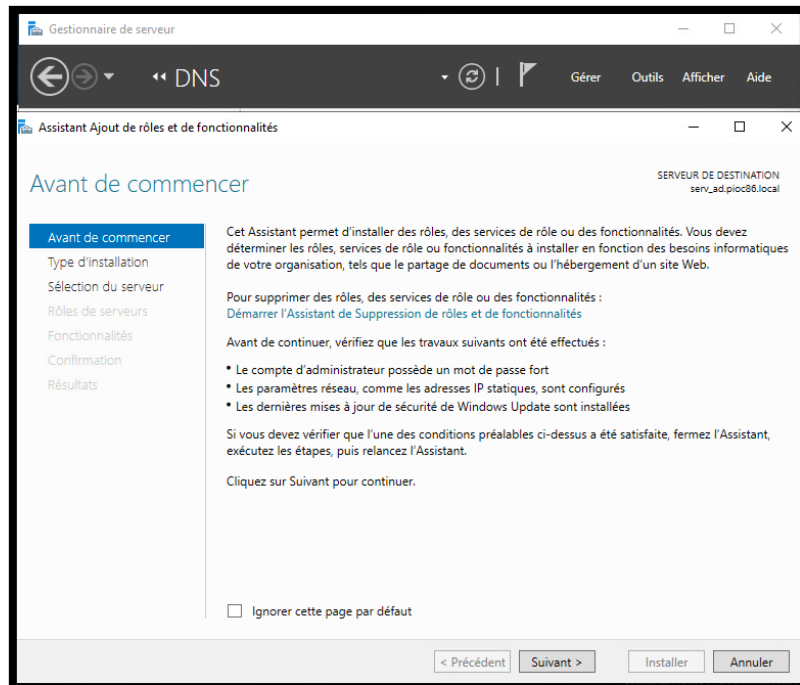 Gestionnaire de serveur
DNS
Gérer Outils Afficher Aide
Assistant Ajout de rôles et de fonctionnalités
Avant de commencer
SERVEUR DE DESTINATION
serv_ad.pioc86.local
Avant de commencer
Type d'installation
Sélection du serveur
Rôles de serveurs
Fonctionnalités
Confirmation
Résultats
Cet Assistant permet d'installer des rôles, des services de rôle ou des fonctionnalités. Vous devez
déterminer les rôles, services de rôle ou fonctionnalités à installer en fonction des besoins informatiques
de votre organisation, tels que le partage de documents ou l'hébergement d'un site Web.
Pour supprimer des rôles, des services de rôle ou des fonctionnalités :
Démarrer l'Assistant de Suppression de rôles et de fonctionnalités
Avant de continuer, vérifiez que les travaux suivants ont été effectués :
• Le compte d'administrateur possède un mot de passe fort
• Les paramètres réseau, comme les adresses IP statiques, sont configurés
• Les dernières mises à jour de sécurité de Windows Update sont installées
Si vous devez vérifier que l'une des conditions préalables ci-dessus a été satisfaite, fermez l'Assistant,
exécutez les étapes, puis relancez l'Assistant.
Cliquez sur Suivant pour continuer.
Ignorer cette page par défaut
< Précédent Suivant > Installer Annuler